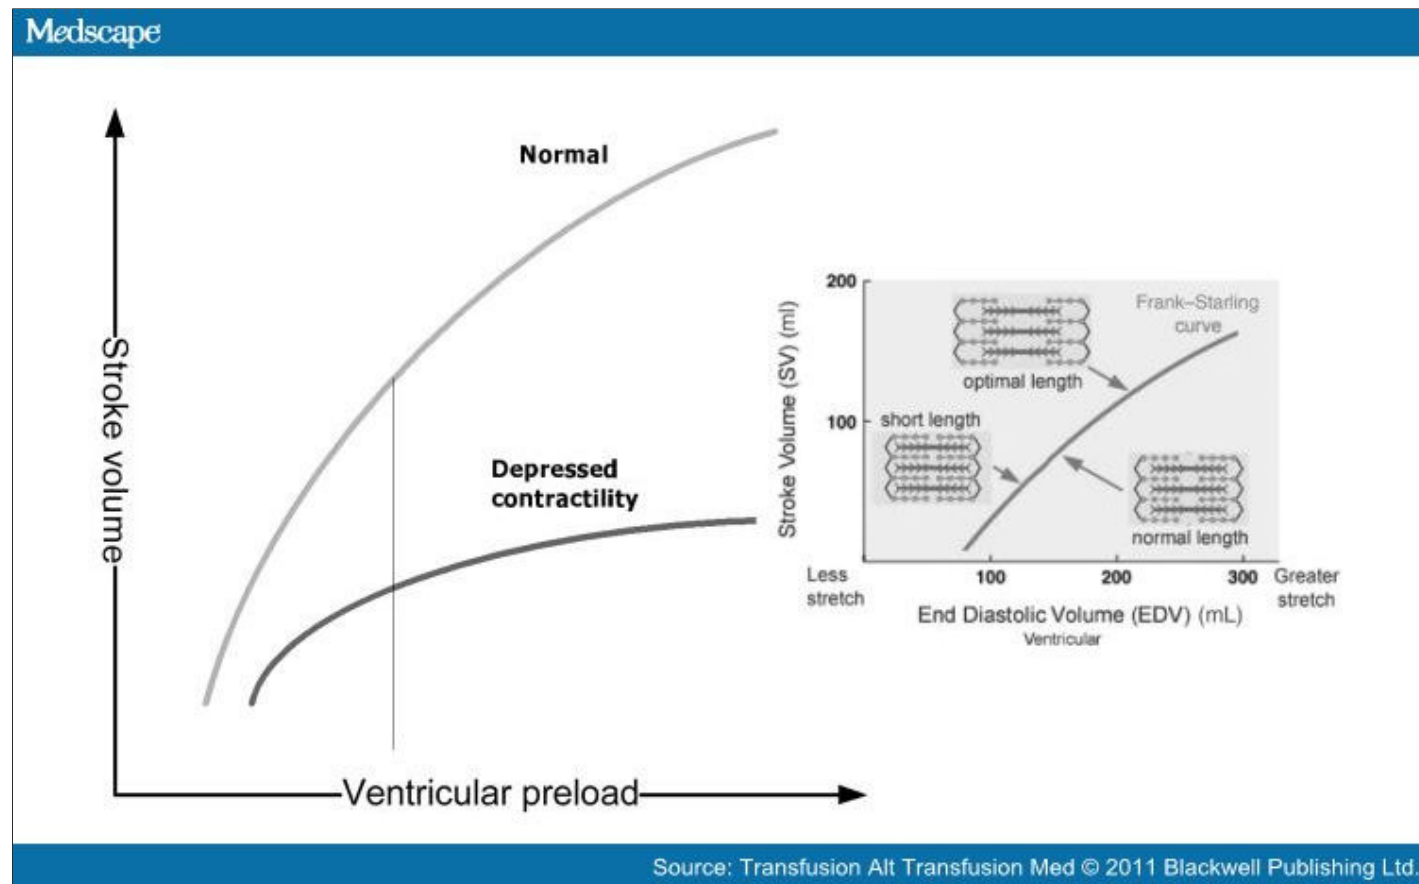 Medscape
Normal
Depressed
contractility
Stroke volume
Ventricular preload
200
100
Stroke Volume (SV) (ml)
Frank–Starling
curve
optimal length
short length
normal length
Less
stretch
100
200
300
Greater
stretch
End Diastolic Volume (EDV) (mL)
Ventricular
Source: Transfusion Alt Transfusion Med © 2011 Blackwell Publishing Ltd.